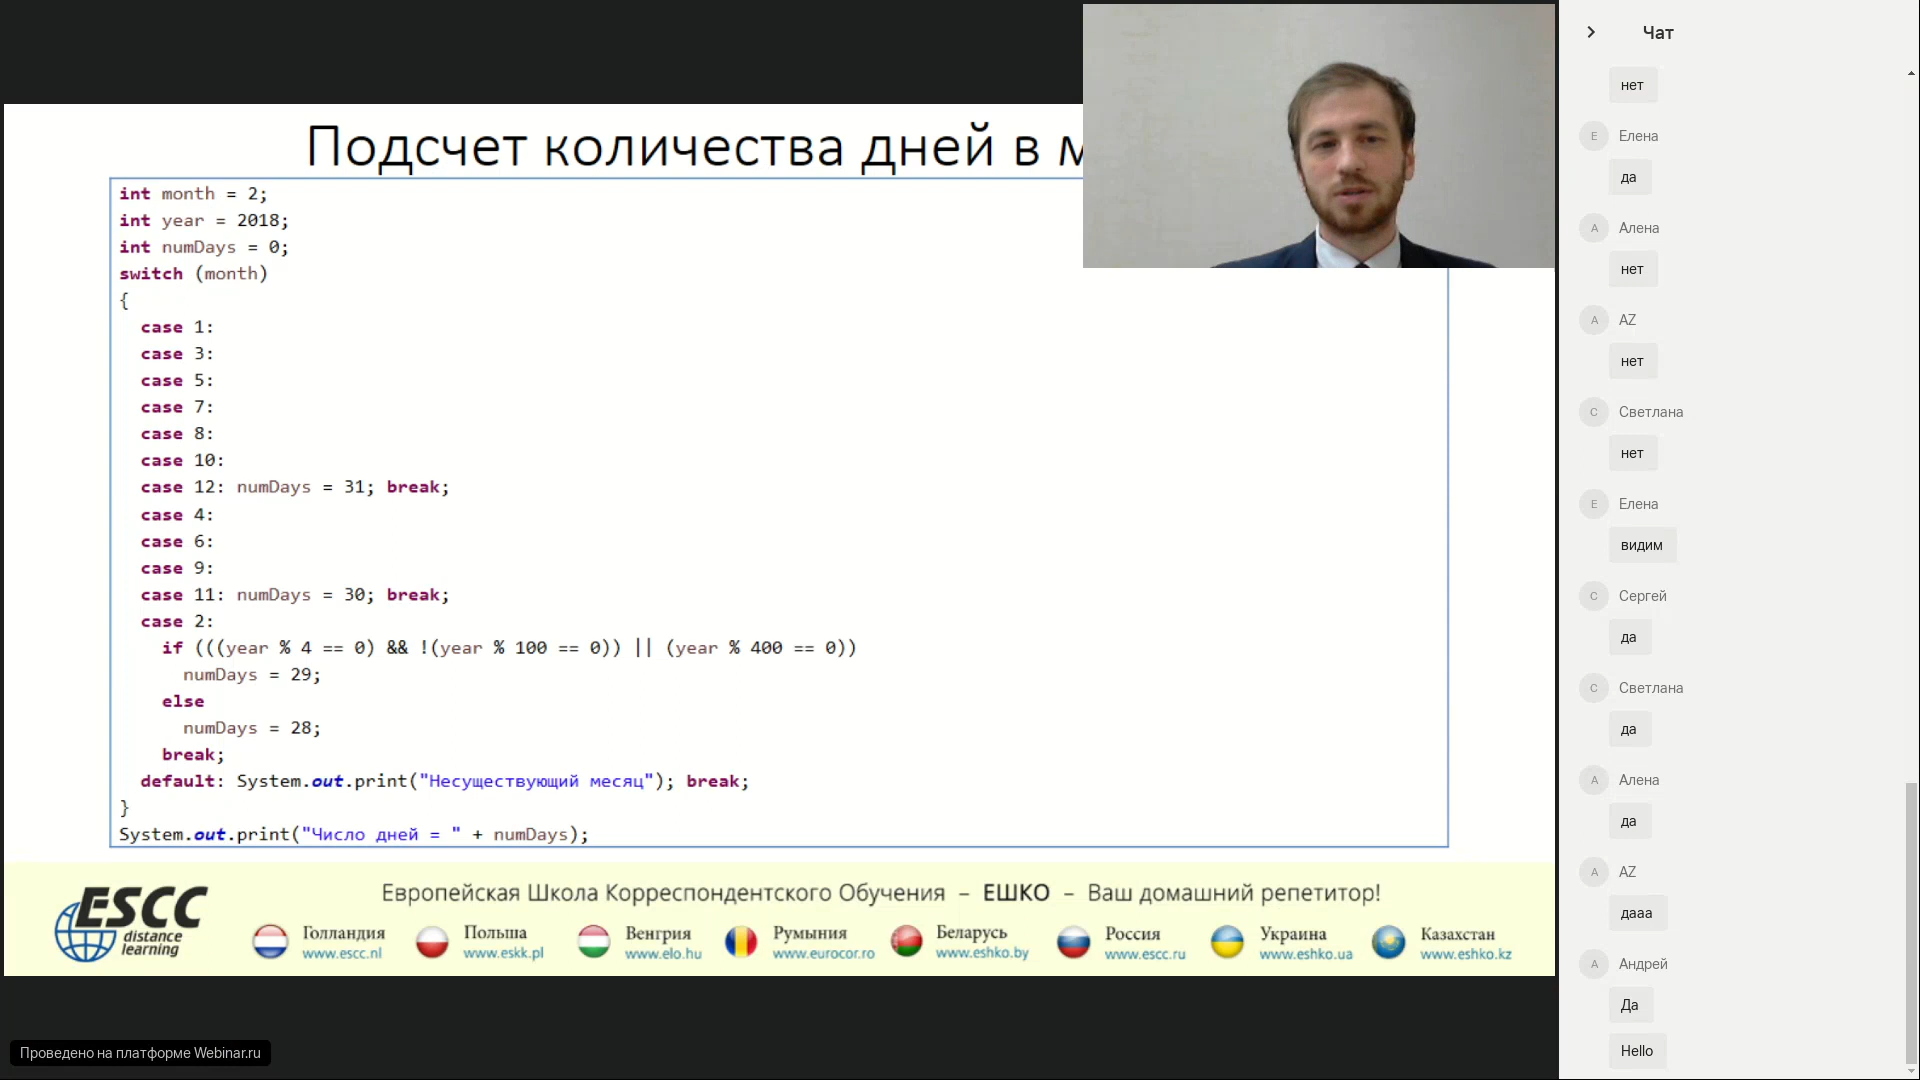 Подсчет количества дней в
int month = 2;
int year = 2018;
int numDays = 0;
switch (month)
{
case 1:
case 3:
case 5:
case 7:
case 8:
case 10:
case 12: numDays = 31; break;
case 4:
case 6:
case 9:
case 11: numDays = 30; break;
case 2:
if (((year % 4 == 0) && !(year % 100 == 0)) || (year % 400 == 0))
numDays = 29;
else
numDays = 28;
break;
default: System.out.print("Несуществующий месяц"); break;
}
System.out.print("Число дней = " + numDays);
ESCC
distance
learning
Европейская Школа Корреспондентского Обучения – ЕШКО – Ваш домашний репетитор!
Голландия
www.escc.nl
Польша
www.eskk.pl
Венгрия
www.elo.hu
Румыния
www.eurocor.ro
Беларусь
www.eshko.by
Россия
www.escc.ru
Украина
www.eshko.ua
Казахстан
www.eshko.kz
Проведено на платформе Webinar.ru
Чат
нет
Е Елена
да
А Алена
нет
A AZ
нет
С Светлана
нет
Е Елена
видим
С Сергей
да
С Светлана
да
А Алена
да
A AZ
дааа
А Андрей
Да
Hello